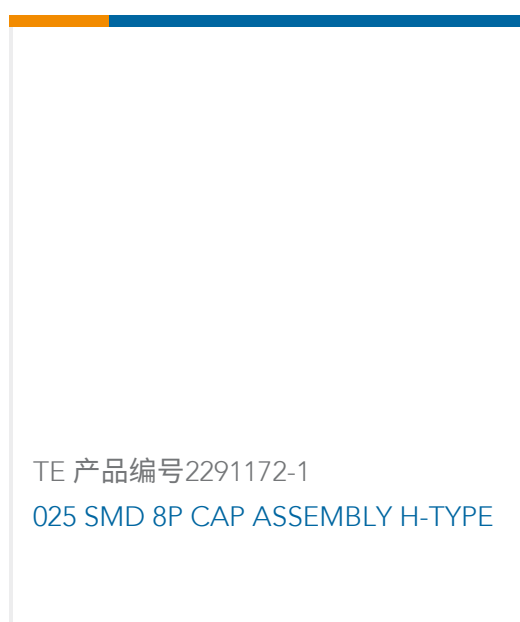 TE 产品编号2291172-1
025 SMD 8P CAP ASSEMBLY H-TYPE